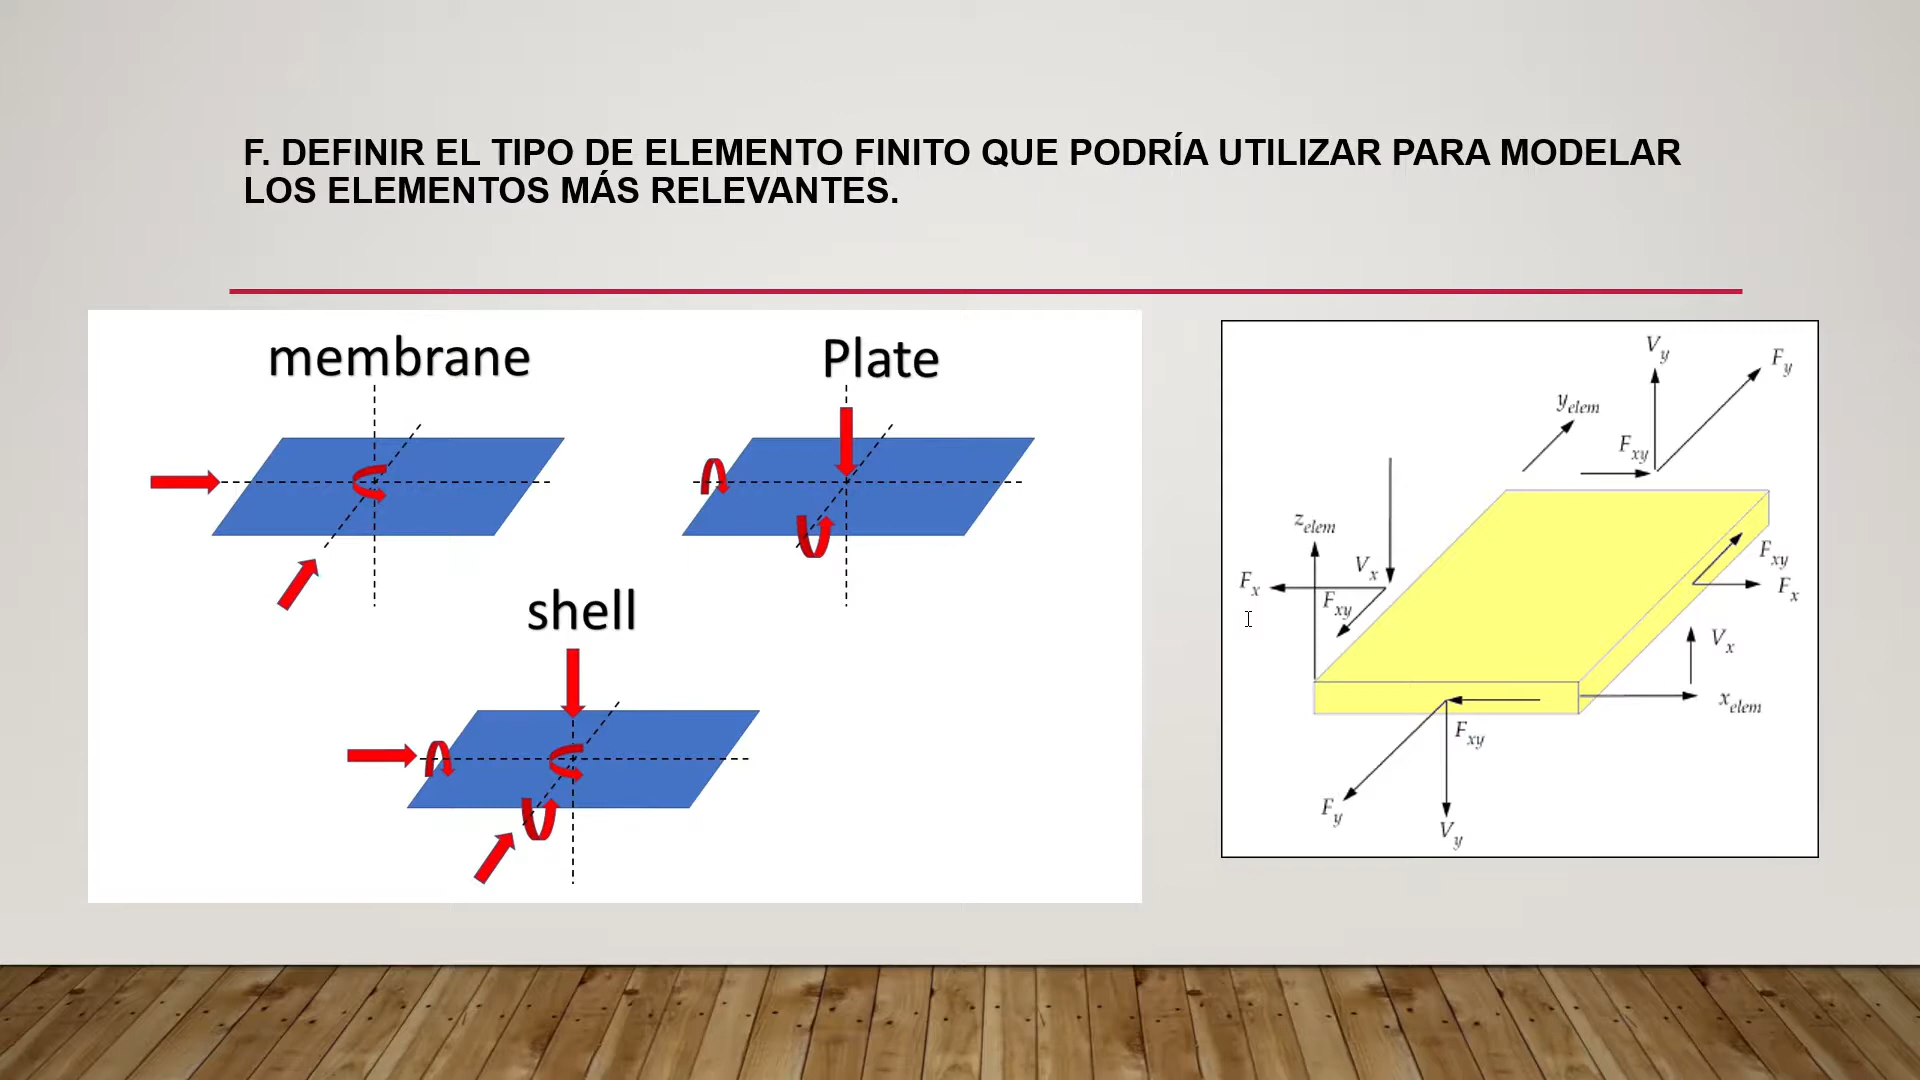 F. DEFINIR EL TIPO DE ELEMENTO FINITO QUE PODRÍA UTILIZAR PARA MODELAR
LOS ELEMENTOS MÁS RELEVANTES.
membrane
Plate
shell
Vy
Fy
yelem
Fxy
zelem
Vx
Fx
Fxy
Fxy
Fx
Vx
xelem
Fxy
Fy
Vy